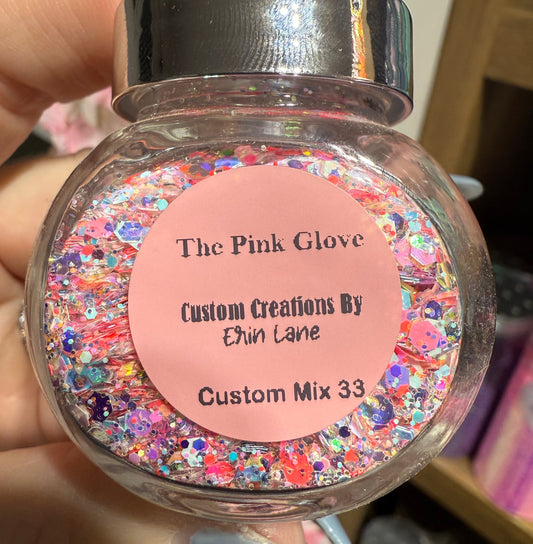 The Pink Glove
Custom Creations By
Erin Lane
Custom Mix 33